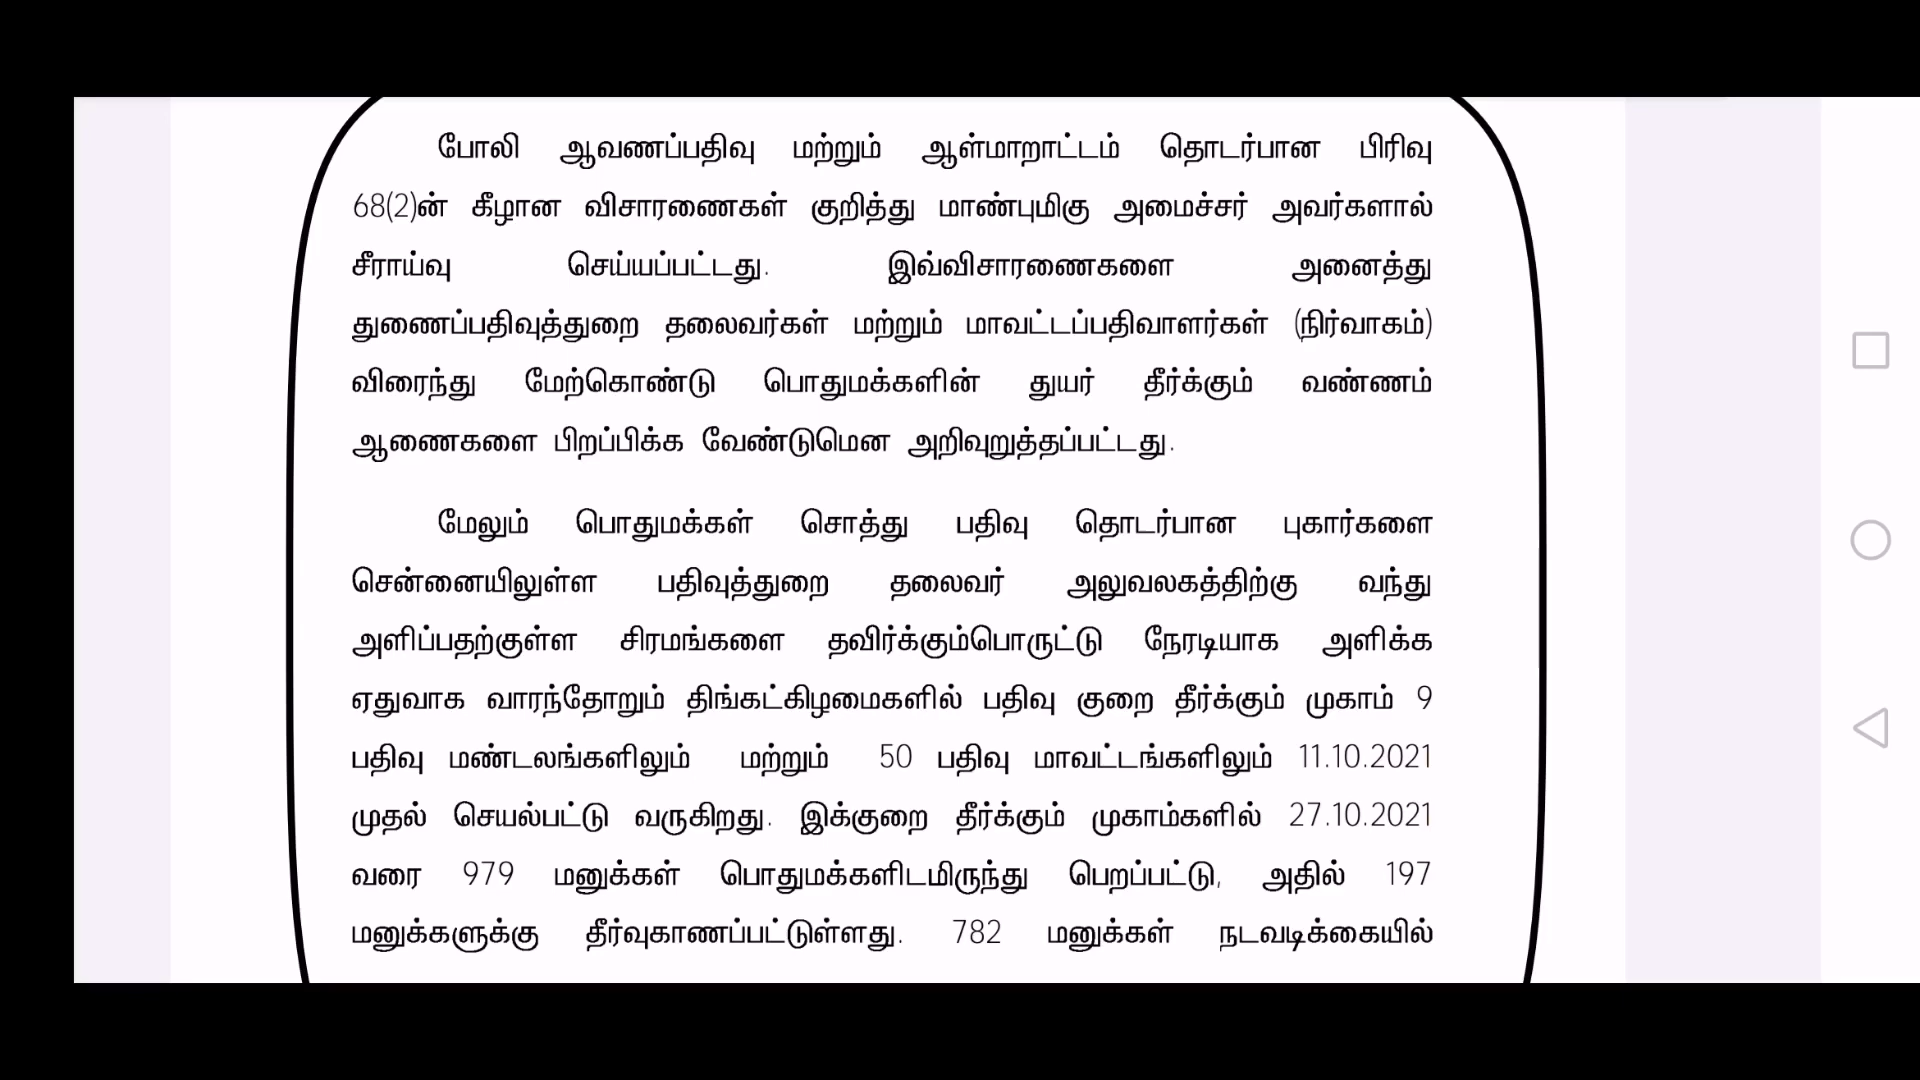 போலி ஆவணப்பதிவு மற்றும் ஆள்மாறாட்டம் தொடர்பான பிரிவு
68(2)ன் கீழான விசாரணைகள் குறித்து மாண்புமிகு அமைச்சர் அவர்களால்
சீராய்வு செய்யப்பட்டது. இவ்விசாரணைகளை அனைத்து
துணைப்பதிவுத்துறை தலைவர்கள் மற்றும் மாவட்டப்பதிவாளர்கள் (நிர்வாகம்)
விரைந்து மேற்கொண்டு பொதுமக்களின் துயர் தீர்க்கும் வண்ணம்
ஆணைகளை பிறப்பிக்க வேண்டுமென அறிவுறுத்தப்பட்டது.
மேலும் பொதுமக்கள் சொத்து பதிவு தொடர்பான புகார்களை
சென்னையிலுள்ள பதிவுத்துறை தலைவர் அலுவலகத்திற்கு வந்து
அளிப்பதற்குள்ள சிரமங்களை தவிர்க்கும்பொருட்டு நேரடியாக அளிக்க
ஏதுவாக வாரந்தோறும் திங்கட்கிழமைகளில் பதிவு குறை தீர்க்கும் முகாம் 9
பதிவு மண்டலங்களிலும் மற்றும் 50 பதிவு மாவட்டங்களிலும் 11.10.2021
முதல் செயல்பட்டு வருகிறது. இக்குறை தீர்க்கும் முகாம்களில் 27.10.2021
வரை 979 மனுக்கள் பொதுமக்களிடமிருந்து பெறப்பட்டு, அதில் 197
மனுக்களுக்கு தீர்வுகாணப்பட்டுள்ளது. 782 மனுக்கள் நடவடிக்கையில்